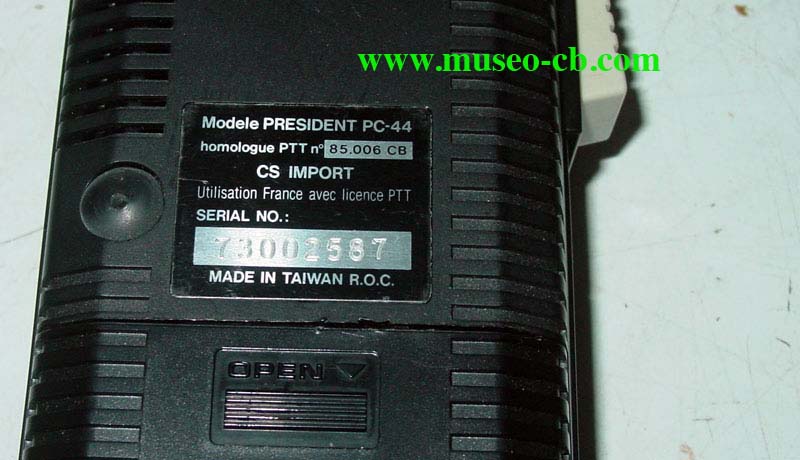 www.museo-cb.com
Modele PRESIDENT PC-44
homologue PTT n° 85.006 CB
CS IMPORT
Utilisation France avec licence PTT
SERIAL NO.:
73002587
MADE IN TAIWAN R.O.C.
OPEN